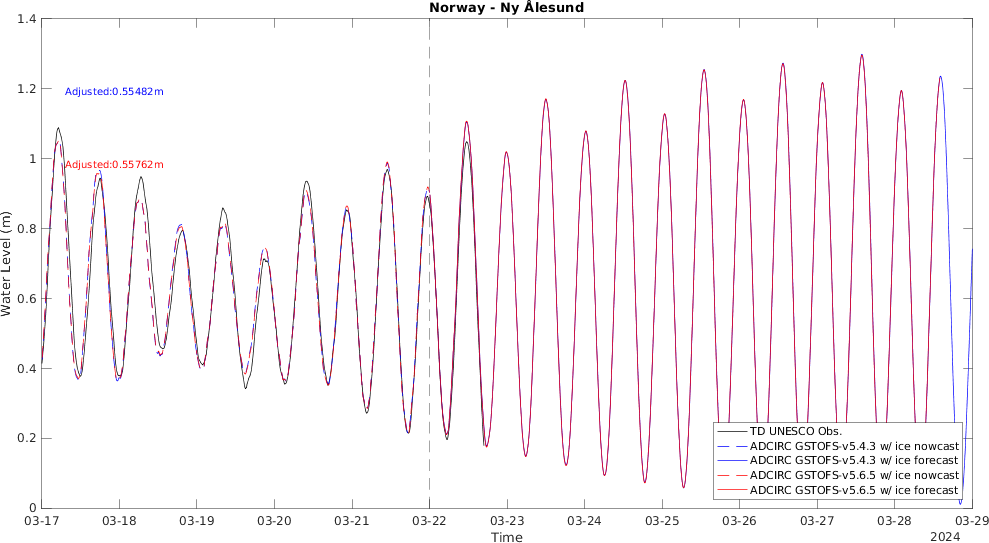 Norway - Ny Ålesund
1.4
1.2
1
0.8
0.6
0.4
0.2
0
Water Level (m)
Adjusted:0.55482m
Adjusted:0.55762m
TD UNESCO Obs.
ADCIRC GSTOFS-v5.4.3 w/ ice nowcast
ADCIRC GSTOFS-v5.4.3 w/ ice forecast
ADCIRC GSTOFS-v5.6.5 w/ ice nowcast
ADCIRC GSTOFS-v5.6.5 w/ ice forecast
03-17 03-18 03-19 03-20 03-21 03-22 03-23 03-24 03-25 03-26 03-27 03-28 03-29
Time
2024